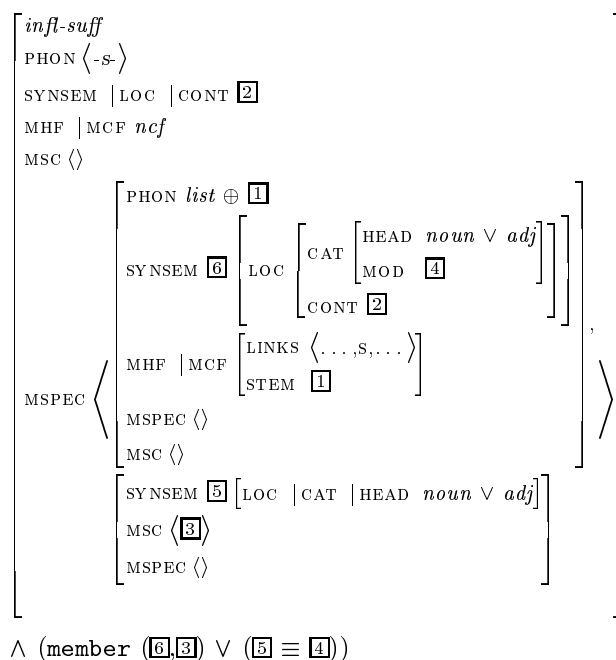 infl-suff
PHON ⟨-s-⟩
SYNSEM |LOC |CONT 2
MHF |MCF ncf
MSC ⟨⟩
PHON list ⊕ 1
HEAD noun ∨ adj
CAT
SYNSEM 6 LOC MOD 4
CONT 2
LINKS ⟨...,S,...⟩
MHF |MCF
STEM 1
MSPEC ⟨ , ⟩
MSPEC ⟨⟩
MSC ⟨⟩
SYNSEM 5 [LOC |CAT |HEAD noun ∨ adj]
MSC ⟨3⟩
MSPEC ⟨⟩
∧ (member (6,3) ∨ (5 ≡ 4))